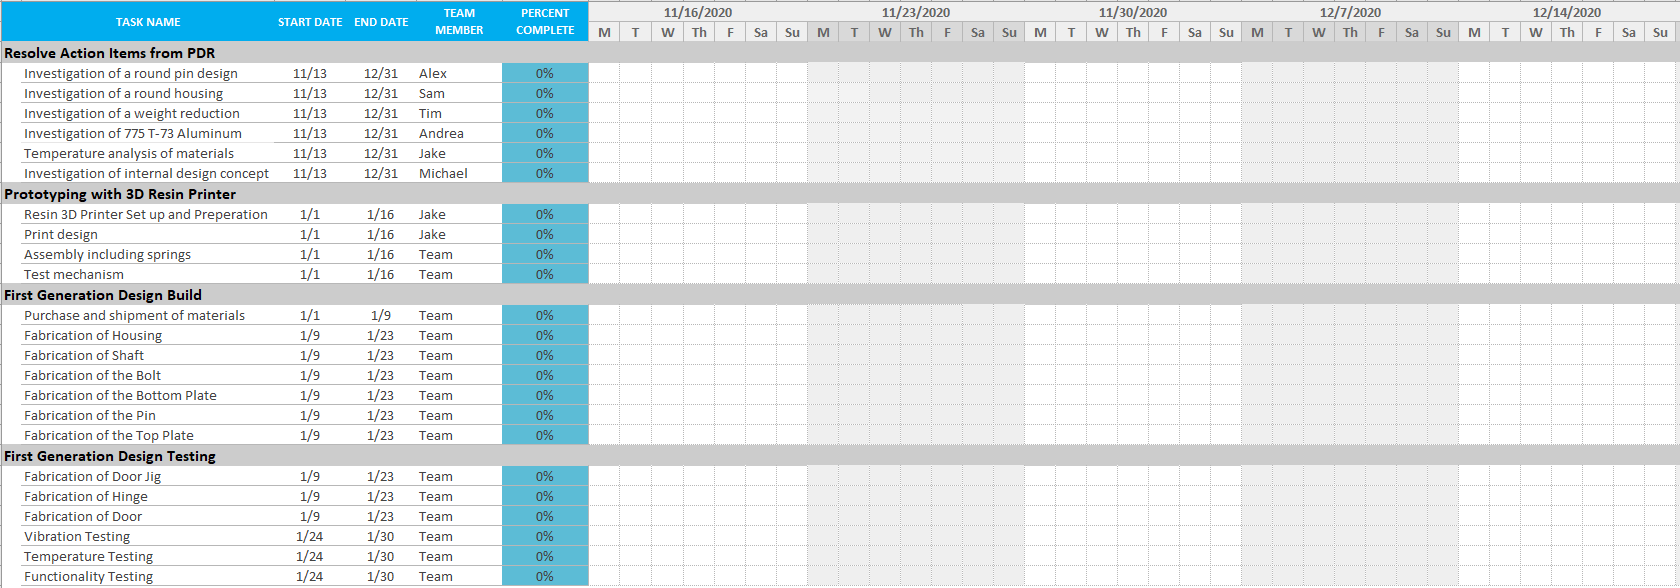 TASK NAME START DATE END DATE TEAM MEMBER PERCENT COMPLETE 11/16/2020 11/23/2020 11/30/2020 12/7/2020 12/14/2020
M T W Th F Sa Su M T W Th F Sa Su M T W Th F Sa Su M T W Th F Sa Su M T W Th F Sa Su
Resolve Action Items from PDR
Investigation of a round pin design 11/13 12/31 Alex 0%
Investigation of a round housing 11/13 12/31 Sam 0%
Investigation of a weight reduction 11/13 12/31 Tim 0%
Investigation of 775 T-73 Aluminum 11/13 12/31 Andrea 0%
Temperature analysis of materials 11/13 12/31 Jake 0%
Investigation of internal design concept 11/13 12/31 Michael 0%
Prototyping with 3D Resin Printer
Resin 3D Printer Set up and Preperation 1/1 1/16 Jake 0%
Print design 1/1 1/16 Jake 0%
Assembly including springs 1/1 1/16 Team 0%
Test mechanism 1/1 1/16 Team 0%
First Generation Design Build
Purchase and shipment of materials 1/1 1/9 Team 0%
Fabrication of Housing 1/9 1/23 Team 0%
Fabrication of Shaft 1/9 1/23 Team 0%
Fabrication of the Bolt 1/9 1/23 Team 0%
Fabrication of the Bottom Plate 1/9 1/23 Team 0%
Fabrication of the Pin 1/9 1/23 Team 0%
Fabrication of the Top Plate 1/9 1/23 Team 0%
First Generation Design Testing
Fabrication of Door Jig 1/9 1/23 Team 0%
Fabrication of Hinge 1/9 1/23 Team 0%
Fabrication of Door 1/9 1/23 Team 0%
Vibration Testing 1/24 1/30 Team 0%
Temperature Testing 1/24 1/30 Team 0%
Functionality Testing 1/24 1/30 Team 0%